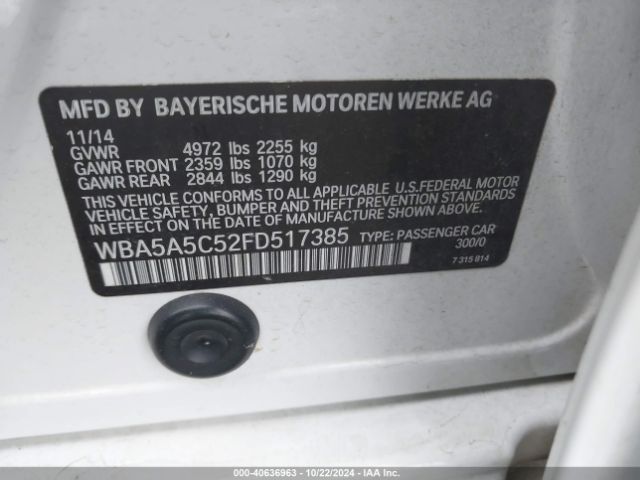 MFD BY BAYERISCHE MOTOREN WERKE AG
11/14
GVWR 4972 lbs 2255 kg
GAWR FRONT 2359 lbs 1070 kg
GAWR REAR 2844 lbs 1290 kg
THIS VEHICLE CONFORMS TO ALL APPLICABLE U.S.FEDERAL MOTOR
VEHICLE SAFETY, BUMPER AND THEFT PREVENTION STANDARDS
IN EFFECT ON THE DATE OF MANUFACTURE SHOWN ABOVE.
WBA5A5C52FD517385 TYPE: PASSENGER CAR
300/0
7 315 814
000-40636963 - 10/22/2024 - IAA Inc.